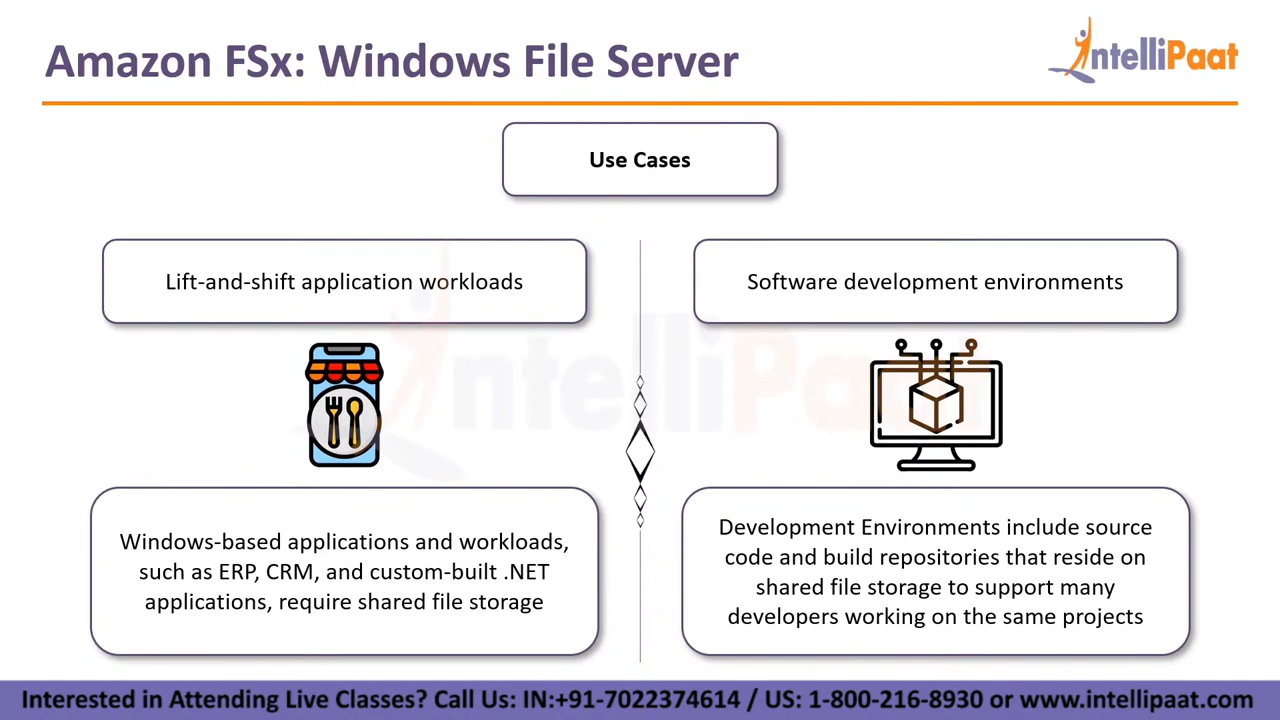 Amazon FSx: Windows File Server
IntelliPaat
Use Cases
Lift-and-shift application workloads
Software development environments
IntelliPaat
Windows-based applications and workloads,
such as ERP, CRM, and custom-built .NET
applications, require shared file storage
Development Environments include source
code and build repositories that reside on
shared file storage to support many
developers working on the same projects
Interested in Attending Live Classes? Call Us: IN:+91-7022374614 / US: 1-800-216-8930 or www.intellipaat.com